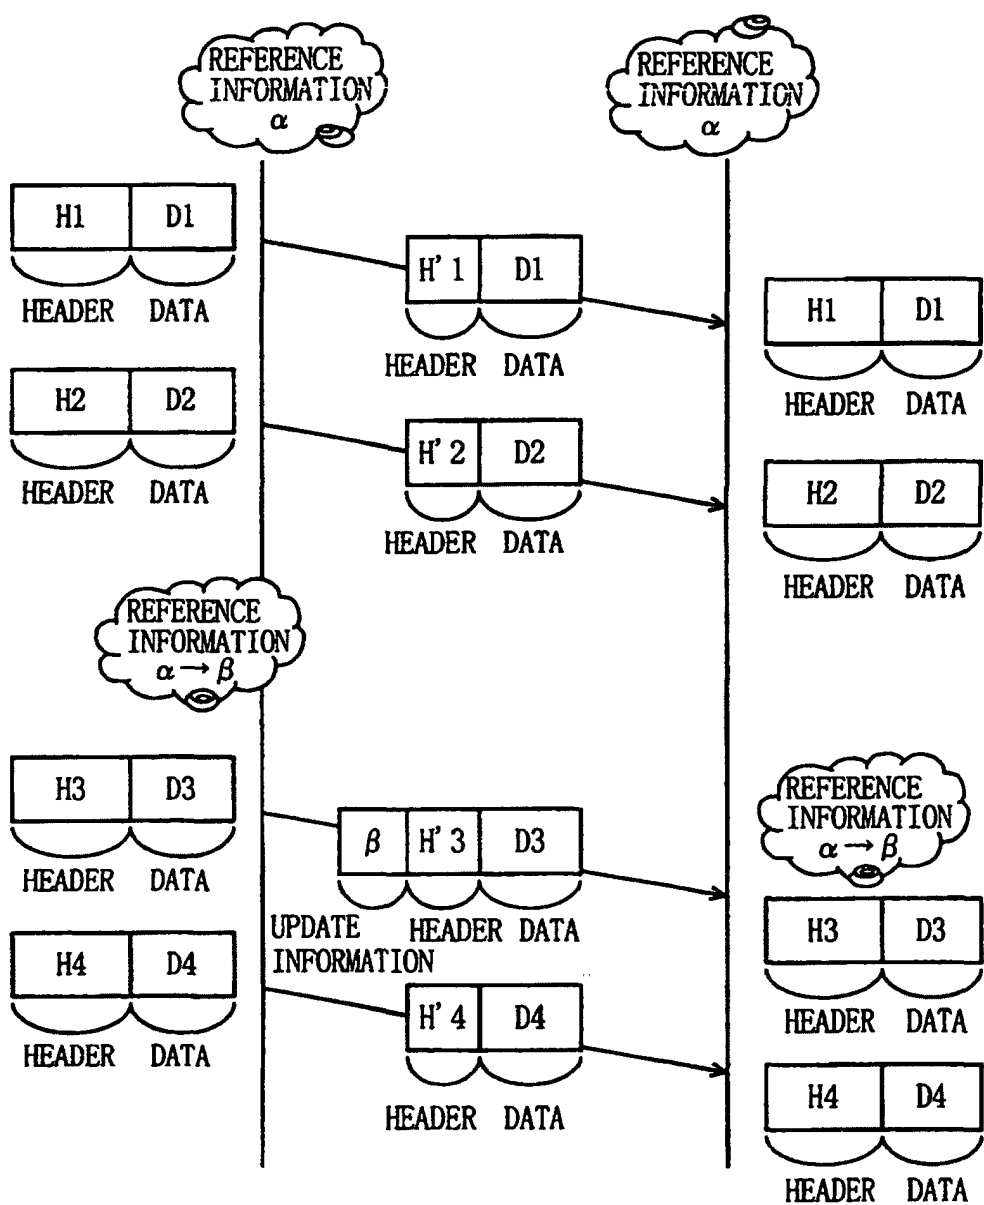 REFERENCE
INFORMATION
α
REFERENCE
INFORMATION
α
H1 D1
HEADER DATA
H'1 D1
HEADER DATA
H1 D1
HEADER DATA
H2 D2
HEADER DATA
H'2 D2
HEADER DATA
H2 D2
HEADER DATA
REFERENCE
INFORMATION
α→β
H3 D3
HEADER DATA
β H'3 D3
UPDATE
INFORMATION
HEADER DATA
REFERENCE
INFORMATION
α→β
H3 D3
HEADER DATA
H4 D4
HEADER DATA
H'4 D4
HEADER DATA
H4 D4
HEADER DATA